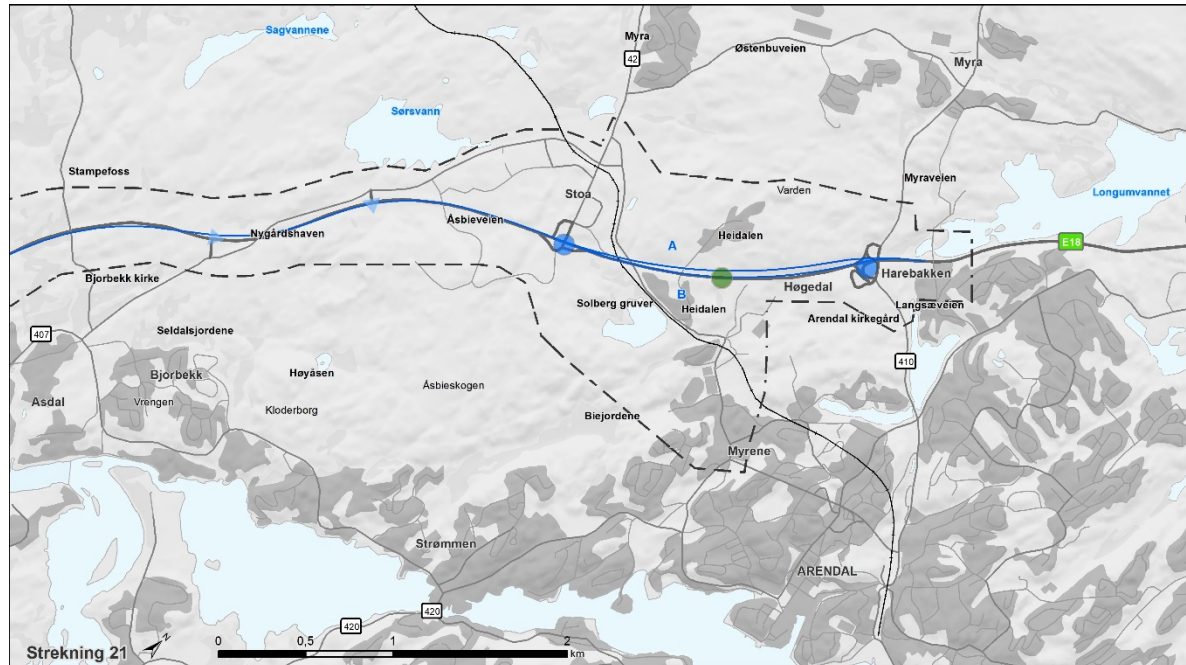 Sagvannene
Myra
42
Østenbuveien
Myra
Sørsvann
Stampefoss
Stoa
Varden
Myraveien
Longumvannet
Nygårdshaven
Åsbieveien
Heidalen
A
E18
Bjorbekk kirke
B
Harebakken
Høgedal
Solberg gruver
Heidalen
Langsæveien
Arendal kirkegård
407
Seldalsjordene
410
Bjorbekk
Høyåsen
Åsbieskogen
Asdal
Vrengen
Kloderborg
Biejordene
Myrene
Strømmen
ARENDAL
420
420
Strekning 21
N
0
0,5
1
2
km